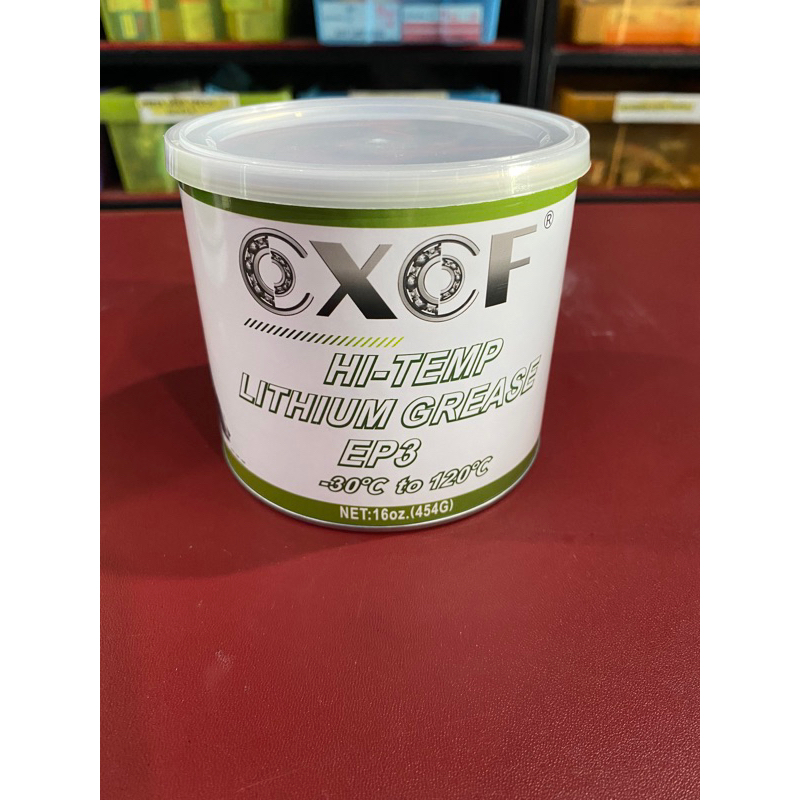 CXCF®
HI-TEMP
LITHIUM GREASE
EP3
-30°C to 120°C
NET:16oz.(454G)